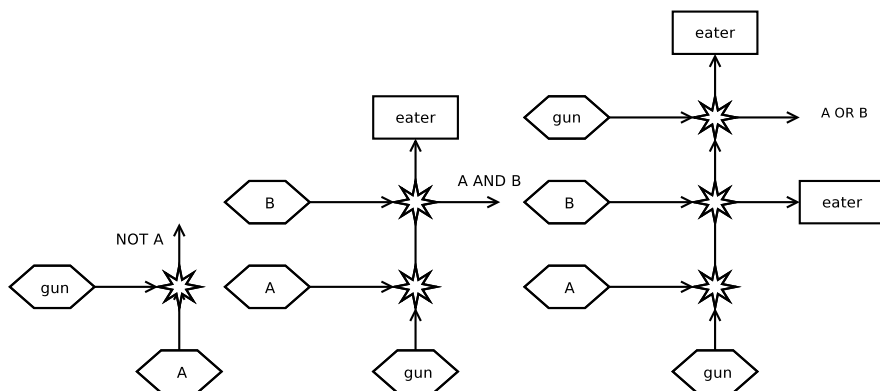 NOT A
gun
A
eater
B
A AND B
A
gun
eater
gun
A OR B
B
eater
A
gun